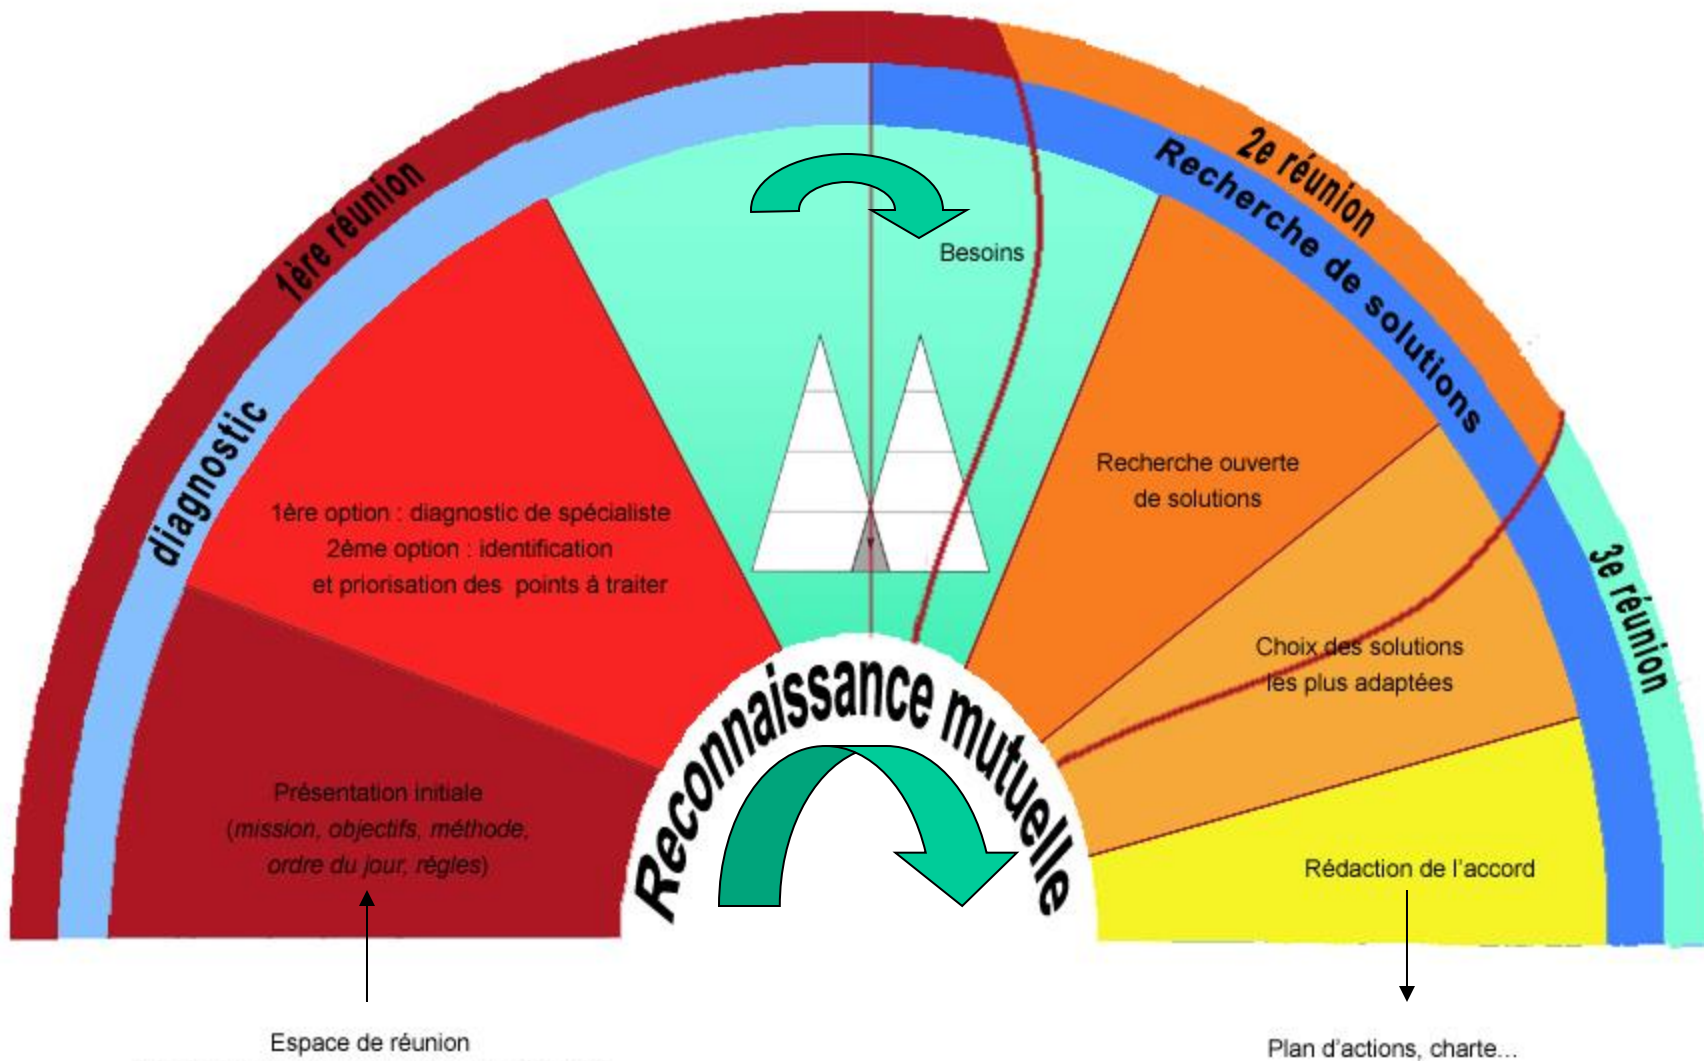 1ère réunion
2e réunion
3e réunion
diagnostic
Recherche de solutions
Besoins
1ère option : diagnostic de spécialiste
2ème option : identification
et priorisation des points à traiter
Recherche ouverte
de solutions
Choix des solutions
les plus adaptées
Présentation initiale
(mission, objectifs, méthode,
ordre du jour, régles)
Rédaction de l'accord
Reconnaissance mutuelle
Espace de réunion
Plan d'actions, charte...